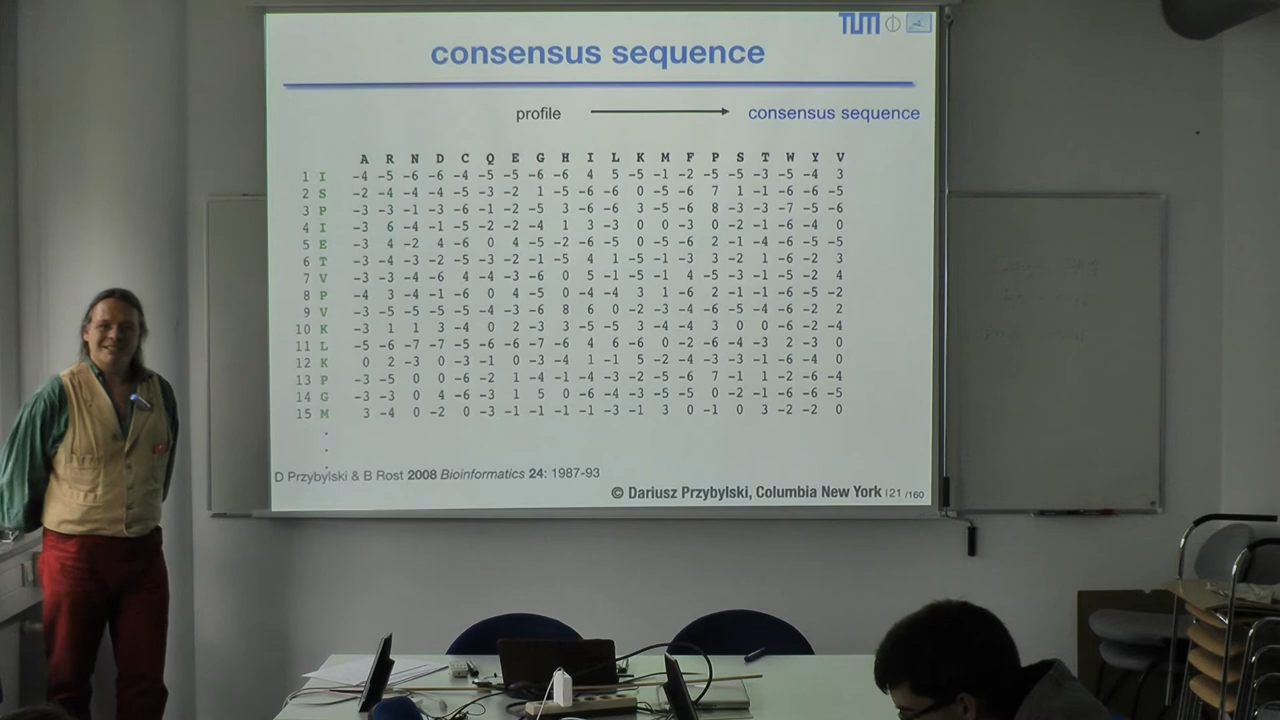 TUM
consensus sequence
profile consensus sequence
A R N D C Q E G H I L K M F P S T W Y V
1 I -4 -5 -6 -6 -4 -5 -5 -6 -6 4 5 -5 -1 -2 -5 -5 -3 -5 -4 3
2 S -2 -4 -4 -4 -5 -3 -2 1 -5 -6 -6 0 -5 -6 7 1 -1 -6 -6 -5
3 P -3 -3 -1 -3 -6 -1 -2 -5 3 -6 -6 3 -5 -6 8 -3 -3 -7 -5 -6
4 I -3 6 -4 -1 -5 -2 -2 -4 1 3 -3 0 0 -3 0 -2 -1 -6 -4 0
5 E -3 4 -2 4 -6 0 4 -5 -2 -6 -5 0 -5 -6 2 -1 -4 -6 -5 -5
6 T -3 -4 -3 -2 -5 -3 -2 -1 -5 4 1 -5 -1 -3 3 -2 1 -6 -2 3
7 V -3 -3 -4 -6 4 -4 -3 -6 0 5 -1 -5 -1 4 -5 -3 -1 -5 -2 4
8 P -4 3 -4 -1 -6 0 4 -5 0 -4 -4 3 1 -6 2 -1 -1 -6 -5 -2
9 V -3 -5 -5 -5 -5 -4 -3 -6 8 6 0 -2 -3 -4 -6 -5 -4 -6 -2 2
10 K -3 1 1 3 -4 0 2 -3 3 -5 -5 3 -4 -4 3 0 0 -6 -2 -4
11 L -5 -6 -7 -7 -5 -6 -6 -7 -6 4 6 -6 0 -2 -6 -4 -3 2 -3 0
12 K 0 2 -3 0 -3 -1 0 -3 -4 1 -1 5 -2 -4 -3 -3 -1 -6 -4 0
13 P -3 -5 0 0 -6 -2 1 -4 -1 -4 -3 -2 -5 -6 7 -1 1 -2 -6 -4
14 G -3 -3 0 4 -6 -3 1 5 0 -6 -4 -3 -5 -5 0 -2 -1 -6 -6 -5
15 M 3 -4 0 -2 0 -3 -1 -1 -1 -1 -3 -1 3 0 -1 0 3 -2 -2 0
.
.
.
D Przybylski & B Rost 2008 Bioinformatics 24: 1987-93
© Dariusz Przybylski, Columbia New York | 21 /160